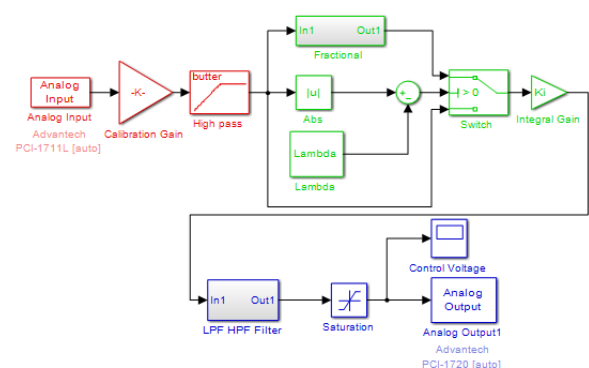 In1
Out1
Fractional
butter
Analog
Input
-K-
High pass
Analog Input
Calibration Gain
Advantech
PCI-1711L [auto]
|u|
Abs
+
-
Lambda
Lambda
> 0
Switch
Ki
Integral Gain
In1
Out1
LPF HPF Filter
Saturation
Control Voltage
Analog
Output
Analog Output1
Advantech
PCI-1720 [auto]